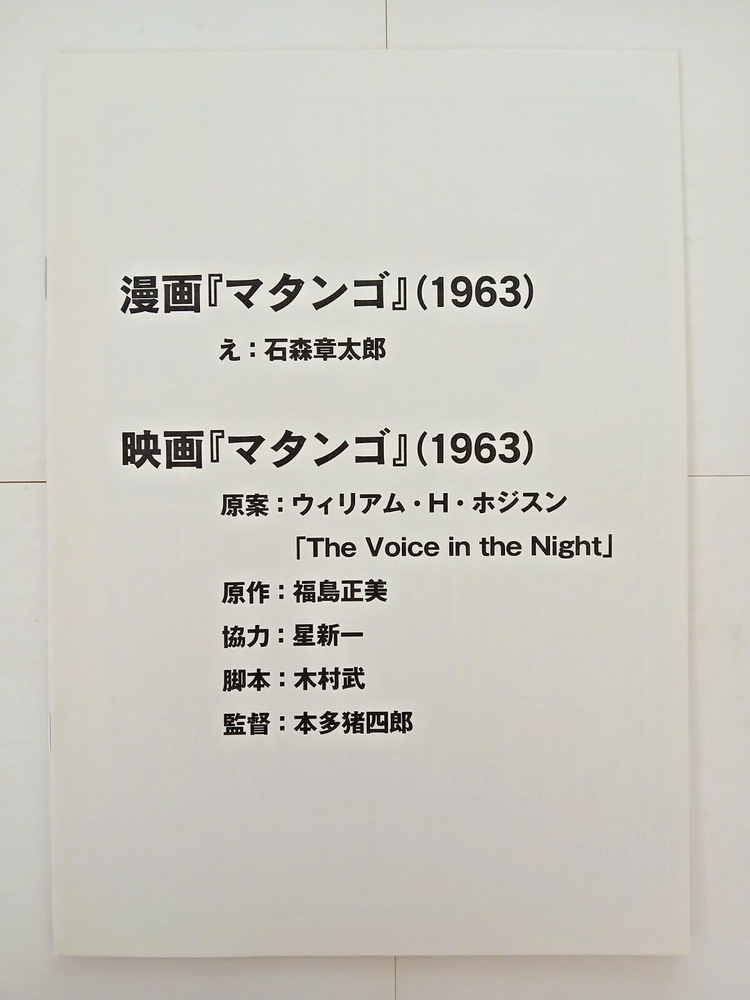 漫画『マタンゴ』(1963)
え：石森章太郎
映画『マタンゴ』(1963)
原案：ウィリアム・H・ホジスン
「The Voice in the Night」
原作：福島正美
協力：星新一
脚本：木村武
監督：本多猪四郎